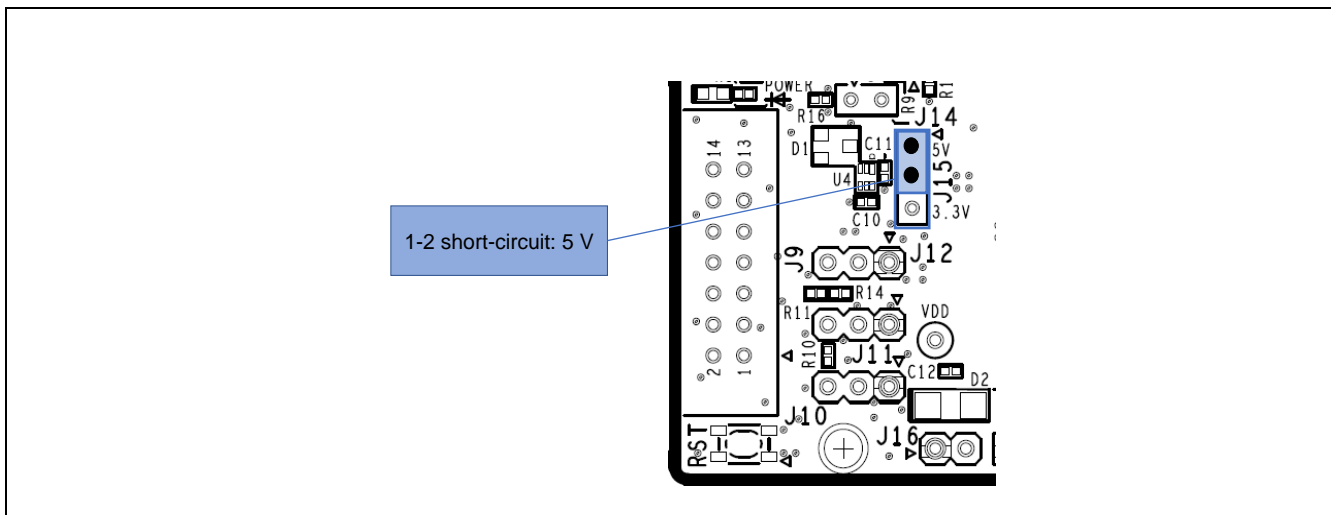 POWER
R16
R9
R1
J14
14
13
D1
C11
5V
U4
J15
C10
3.3V
1-2 short-circuit: 5 V
J9
J12
R14
R11
VDD
R10
J11
C12
D2
2
1
J10
RST
J16